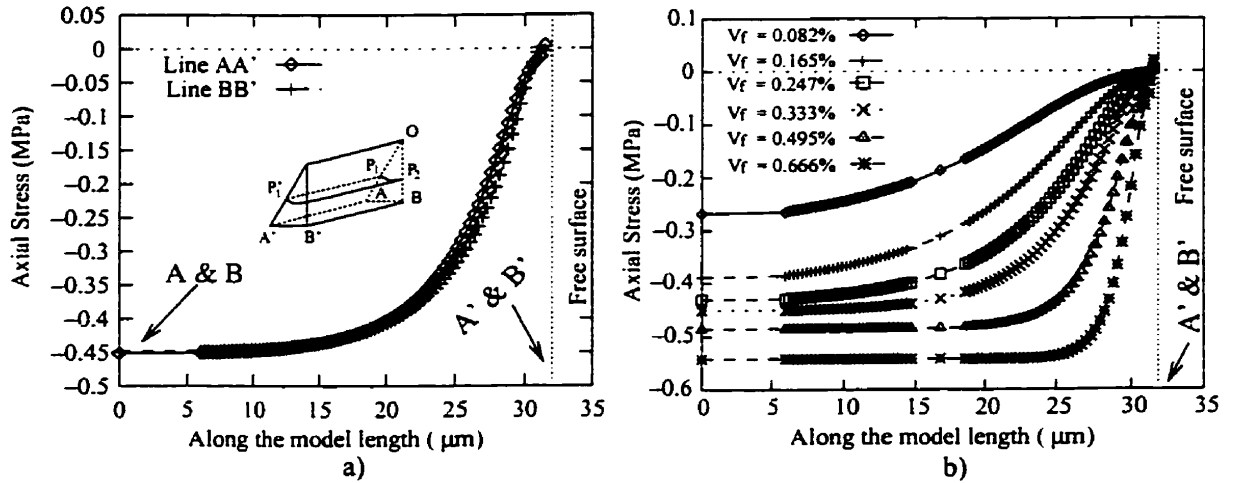 0.05
0
−0.05
−0.1
−0.15
−0.2
−0.25
−0.3
−0.35
−0.4
−0.45
−0.5
Axial Stress (MPa)
Line AA'
Line BB'
O
P₁
P₂
P₁'
A
B
A'
B'
A & B
A' & B'
Free surface
0 5 10 15 20 25 30 35
Along the model length ( μm)
a)
0.1
0
−0.1
−0.2
−0.3
−0.4
−0.5
−0.6
Axial Stress (MPa)
Vf = 0.082%
Vf = 0.165%
Vf = 0.247%
Vf = 0.333%
Vf = 0.495%
Vf = 0.666%
Free surface
A' & B'
0 5 10 15 20 25 30 35
Along the model length ( μm)
b)